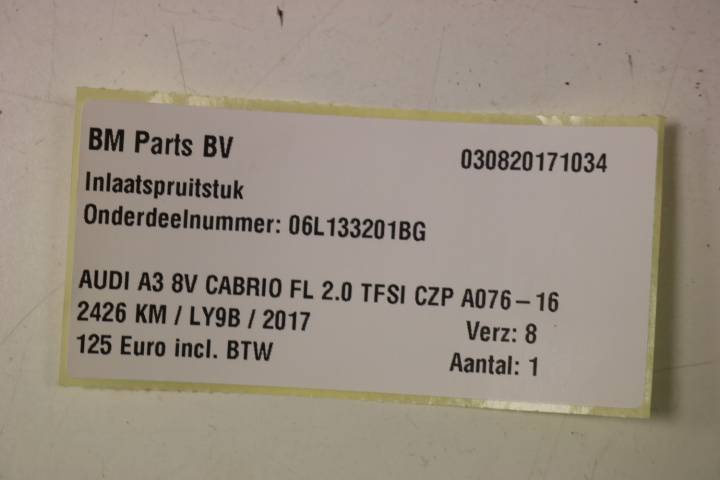 BM Parts BV 030820171034
Inlaatspruitstuk
Onderdeelnummer: 06L133201BG
AUDI A3 8V CABRIO FL 2.0 TFSI CZP A076-16
2426 KM / LY9B / 2017 Verz: 8
125 Euro incl. BTW Aantal: 1